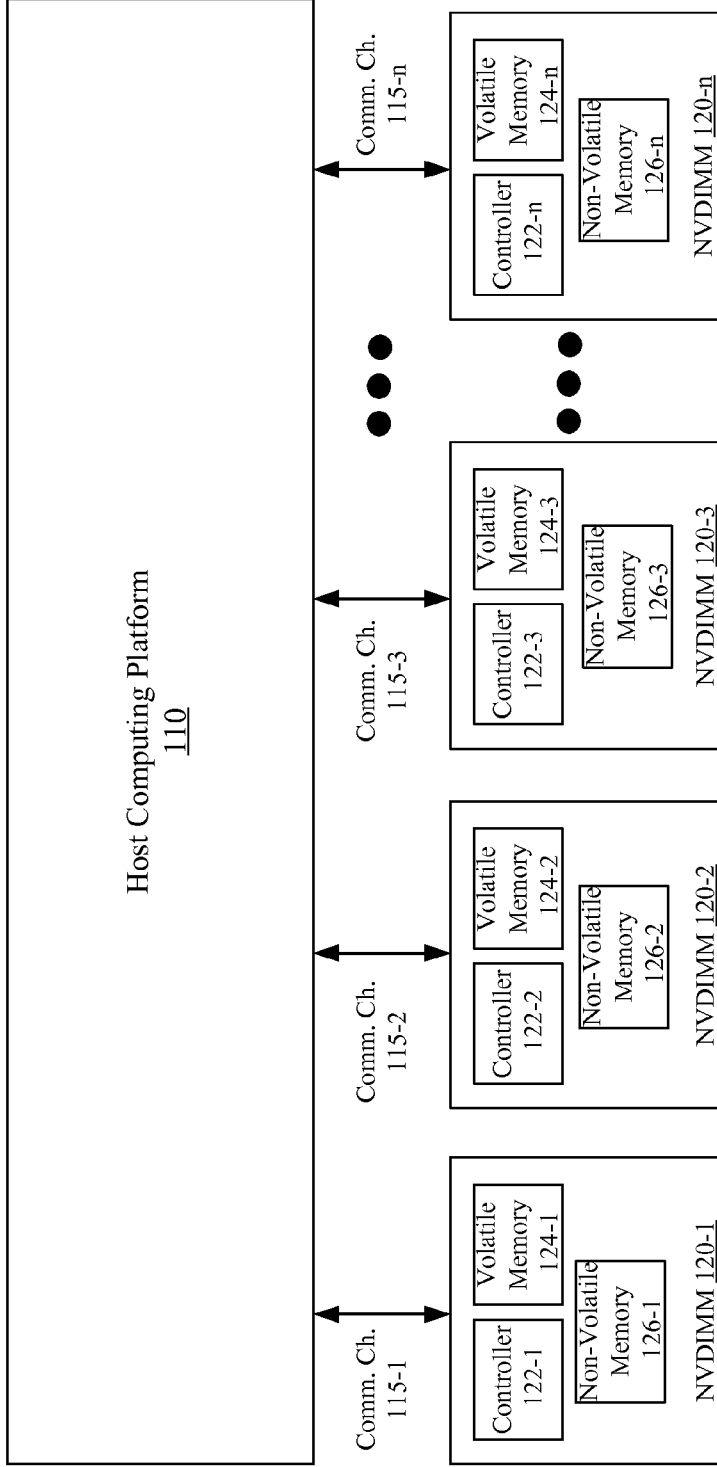 Host Computing Platform
110
Comm. Ch.
115-1
Comm. Ch.
115-2
Comm. Ch.
115-3
Comm. Ch.
115-n
Controller
122-1
Volatile
Memory
124-1
Non-Volatile
Memory
126-1
NVDIMM 120-1
Controller
122-2
Volatile
Memory
124-2
Non-Volatile
Memory
126-2
NVDIMM 120-2
Controller
122-3
Volatile
Memory
124-3
Non-Volatile
Memory
126-3
NVDIMM 120-3
Controller
122-n
Volatile
Memory
124-n
Non-Volatile
Memory
126-n
NVDIMM 120-n